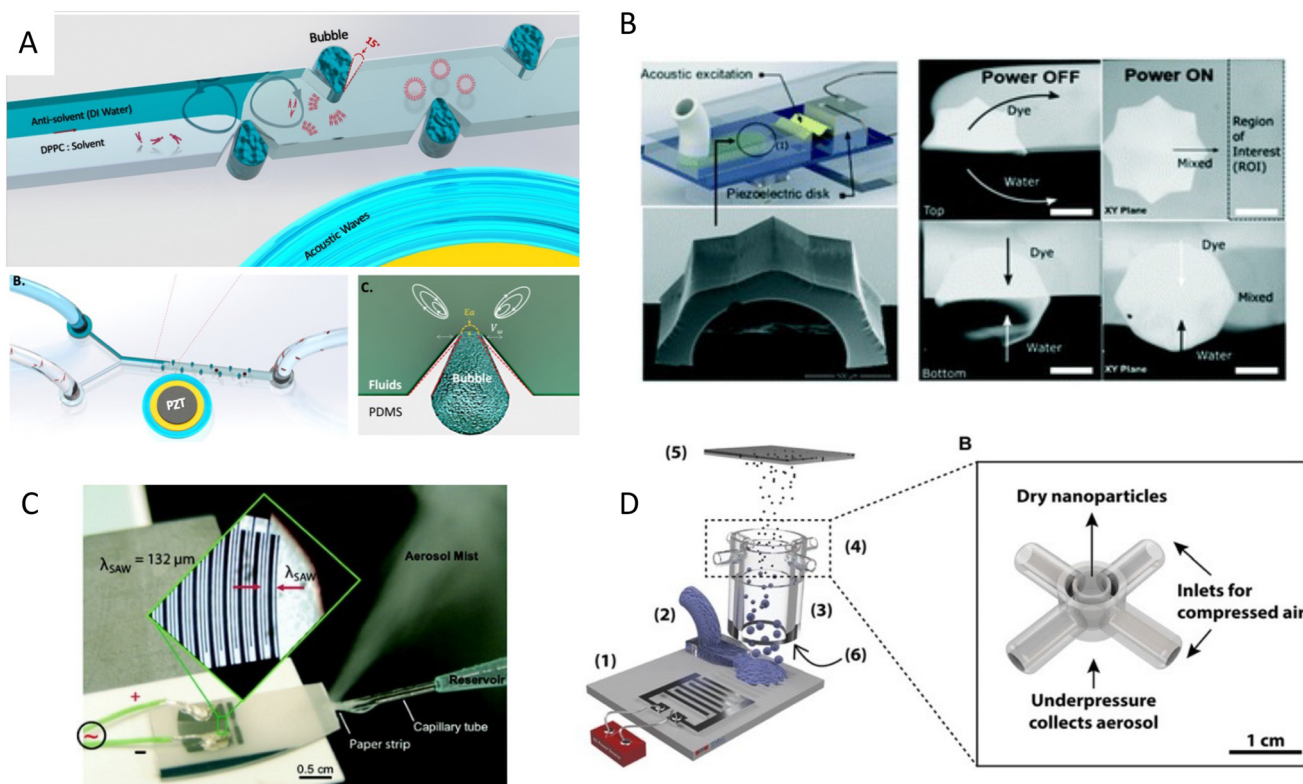 A
Bubble
15°
Anti-solvent (DI Water)
DPPC : Solvent
Acoustic Waves
B.
PZT
C.
Ea
Bubble
Fluids
PDMS
B
Acoustic excitation
(1)
Piezoelectric disk
Power OFF
Dye
Water
Top
Power ON
Mixed
XY Plane
Region
of
Interest
(ROI)
Dye
Water
Bottom
Dye
Mixed
Water
XY Plane
C
λSAW = 132 μm
λSAW
Aerosol Mist
Reservoir
Capillary tube
Paper strip
+
~
-
0.5 cm
D
(5)
(4)
(3)
(2)
(6)
(1)
B
Dry nanoparticles
Inlets for
compressed air
Underpressure
collects aerosol
1 cm